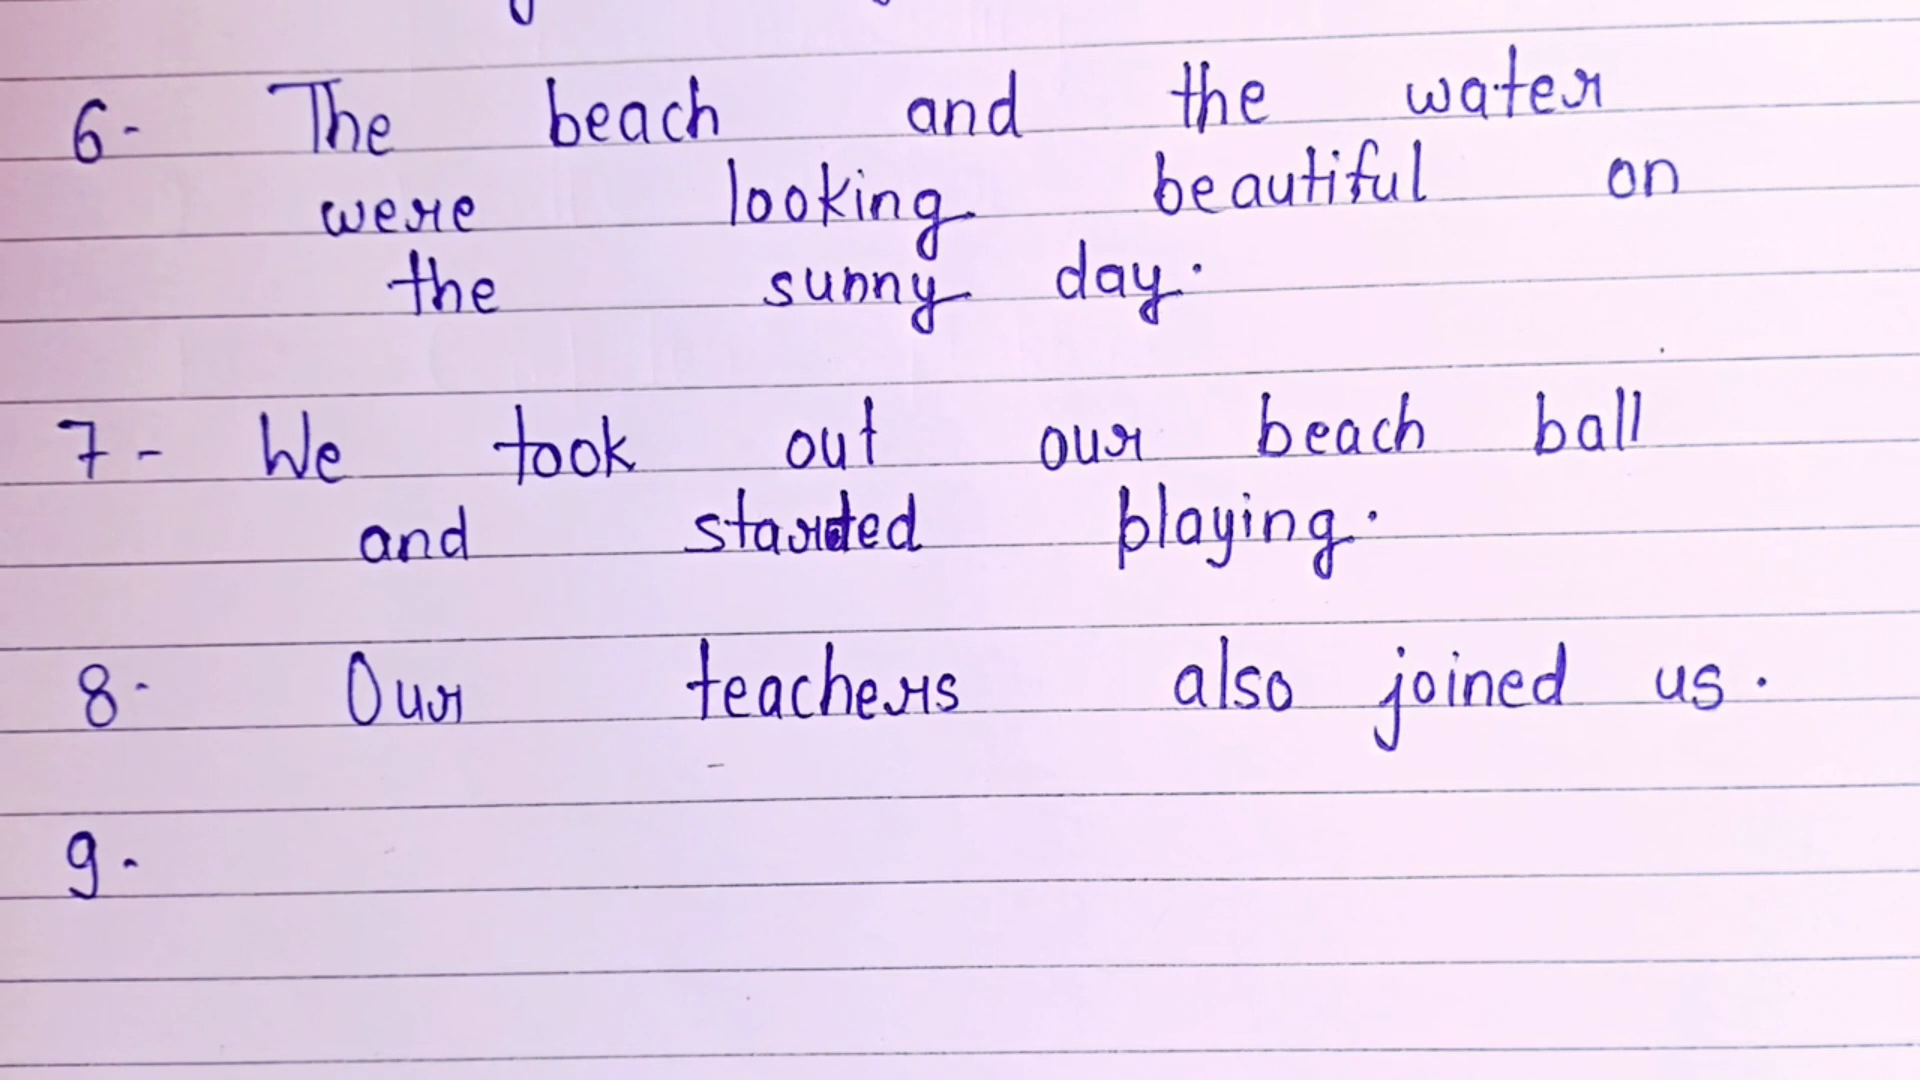 6- The beach and the water
were looking beautiful on
the sunny day.
7- We took out our beach ball
and started playing.
8- Our teachers also joined us.
9-